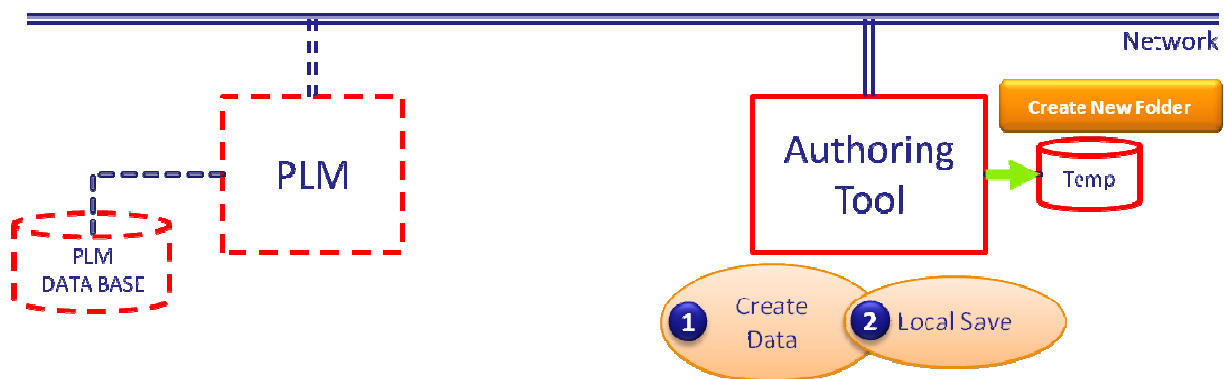 Network
Create New Folder
PLM
Authoring
Tool
Temp
PLM
DATA BASE
1
Create
Data
2
Local Save